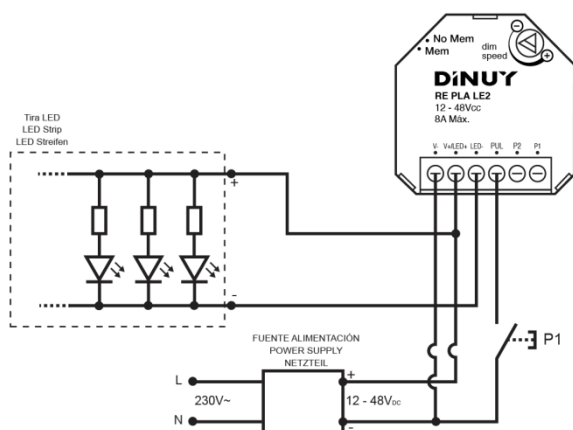 No Mem
Mem
dim
speed
DiNUY
RE PLA LE2
12 - 48Vcc
8A Máx.
V- V+/LED+ LED- PUL P2 P1
Tira LED
LED Strip
LED Streifen
+
-
P1
FUENTE ALIMENTACIÓN
POWER SUPPLY
NETZTEIL
L
230V~
N
+
12 - 48VDC
-